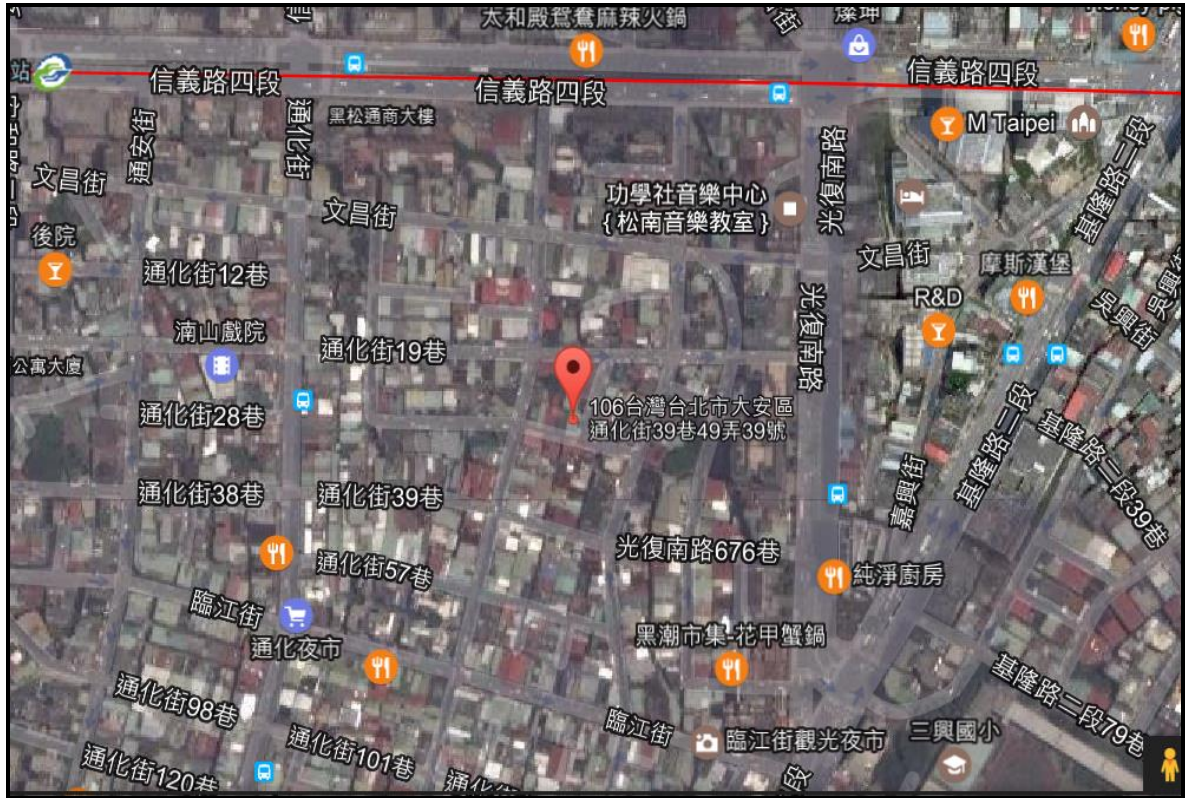 太和殿鴛鴦麻辣火鍋
燦坤
站
信義路四段
信義路四段
信義路四段
黑松通商大樓
M Taipei
通安街
通化街
光復南路
基隆路二段
文昌街
文昌街
功學社音樂中心
{ 松南音樂教室 }
後院
文昌街
摩斯漢堡
通化街12巷
R&D
吳興街
吳興街
湳山戲院
通化街19巷
光復南路
公寓大廈
通化街28巷
106台灣台北市大安區
通化街39巷49弄39號
基隆路二段
基隆路二段39巷
通化街38巷
通化街39巷
嘉興街
光復南路676巷
通化街57巷
純淨廚房
臨江街
通化夜市
黑潮市集-花甲蟹鍋
通化街98巷
臨江街
臨江街觀光夜市
三興國小
基隆路二段79巷
通化街101巷
通化街120巷
段